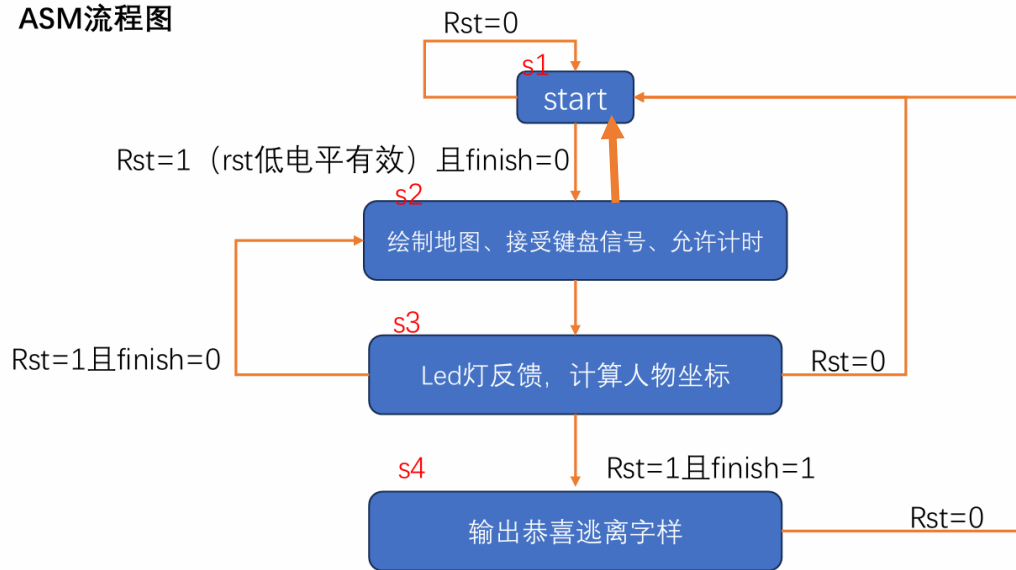 ASM流程图
Rst=0
s1
start
Rst=1（rst低电平有效）且finish=0
s2
绘制地图、接受键盘信号、允许计时
s3
Rst=1且finish=0
Led灯反馈，计算人物坐标
Rst=0
s4
Rst=1且finish=1
输出恭喜逃离字样
Rst=0